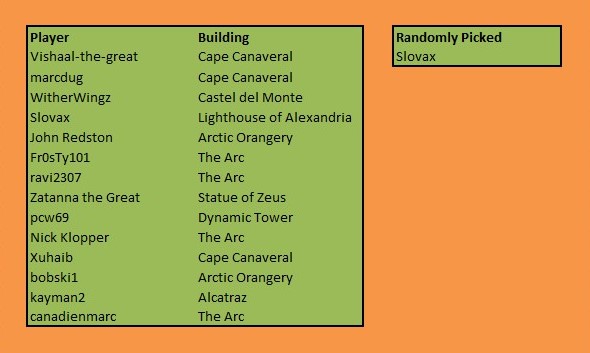 Player Building
Vishaal-the-great Cape Canaveral
marcdug Cape Canaveral
WitherWingz Castel del Monte
Slovax Lighthouse of Alexandria
John Redston Arctic Orangery
Fr0sTy101 The Arc
ravi2307 The Arc
Zatanna the Great Statue of Zeus
pcw69 Dynamic Tower
Nick Klopper The Arc
Xuhaib Cape Canaveral
bobski1 Arctic Orangery
kayman2 Alcatraz
canadienmarc The Arc
Randomly Picked
Slovax